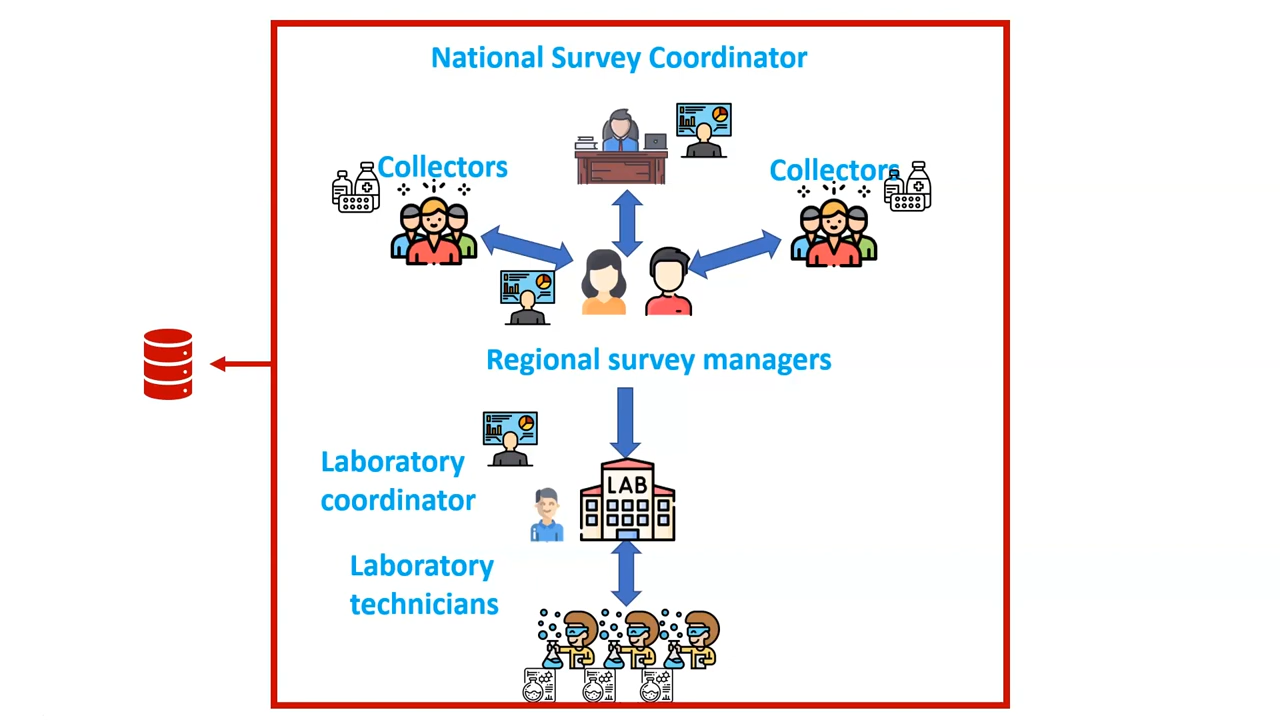 National Survey Coordinator
Collectors
Collectors
Regional survey managers
Laboratory
coordinator
LAB
Laboratory
technicians